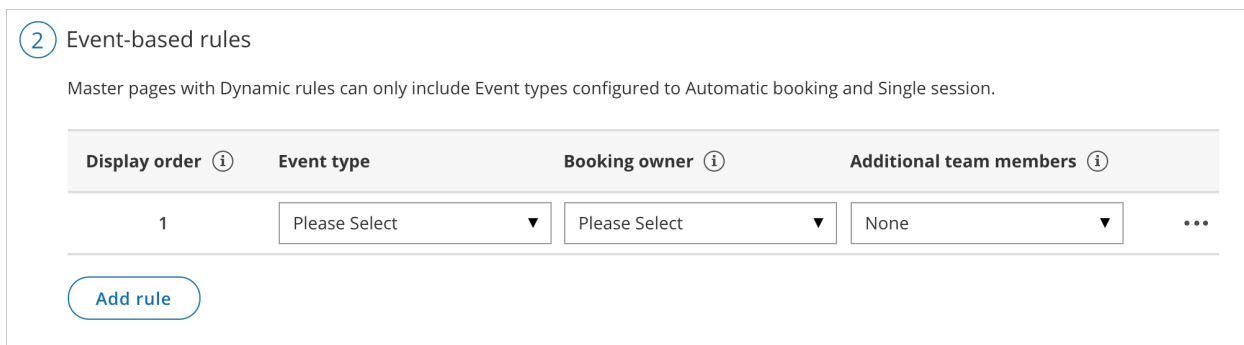 2 Event-based rules
Master pages with Dynamic rules can only include Event types configured to Automatic booking and Single session.
Display order i Event type Booking owner i Additional team members i
1 Please Select Please Select None
Add rule